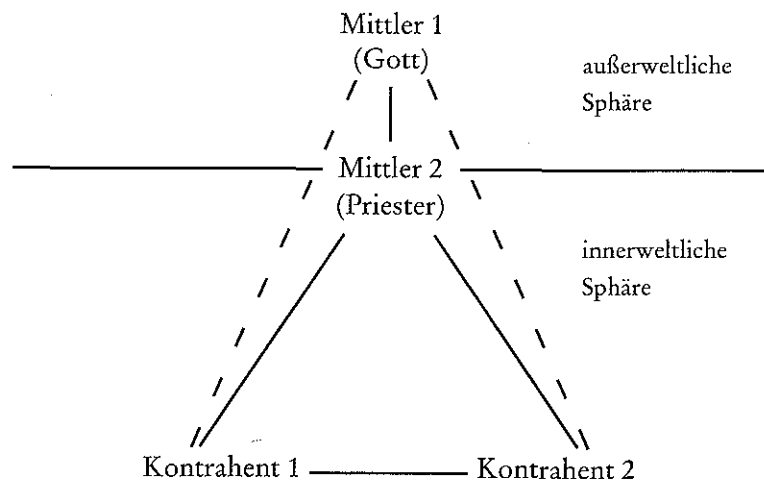 Mittler 1
(Gott)
außerweltliche
Sphäre
Mittler 2
(Priester)
innerweltliche
Sphäre
Kontrahent 1
Kontrahent 2